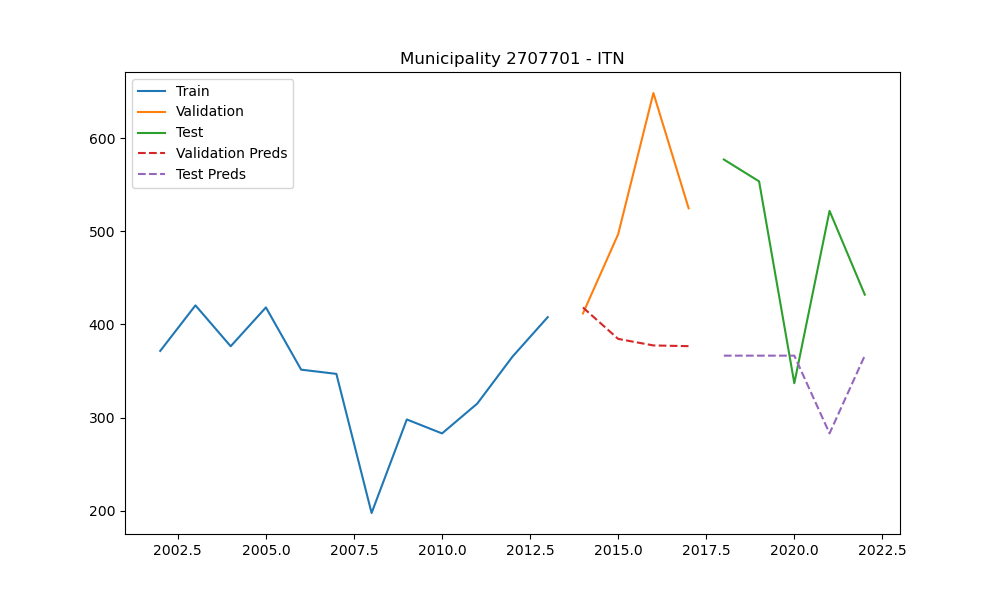 Municipality 2707701 - ITN
Train
Validation
Test
Validation Preds
Test Preds
600
500
400
300
200
2002.5 2005.0 2007.5 2010.0 2012.5 2015.0 2017.5 2020.0 2022.5